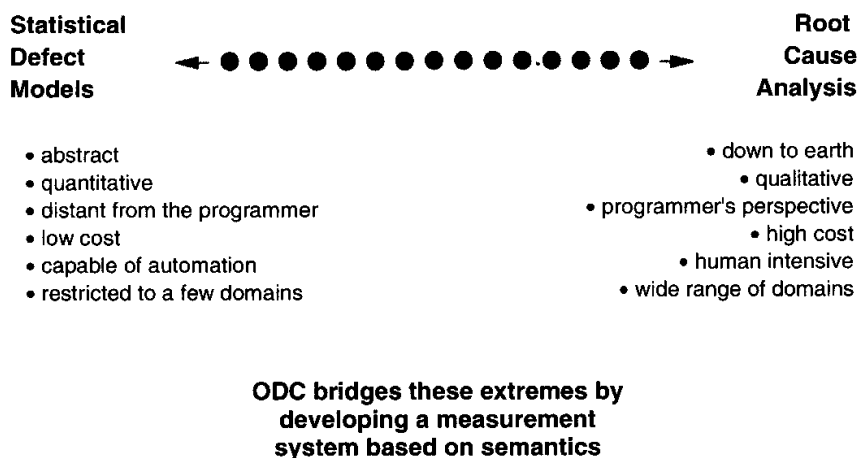 Statistical
Defect
Models
Root
Cause
Analysis
• abstract
• quantitative
• distant from the programmer
• low cost
• capable of automation
• restricted to a few domains
• down to earth
• qualitative
• programmer's perspective
• high cost
• human intensive
• wide range of domains
ODC bridges these extremes by
developing a measurement
system based on semantics